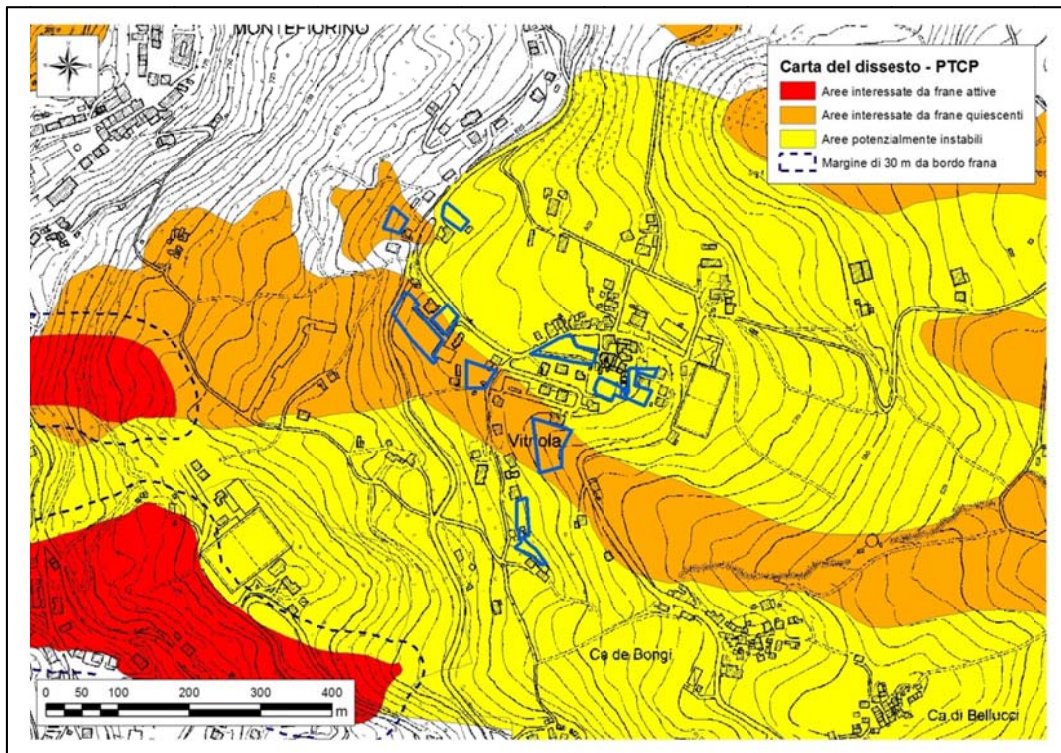 MONTEFIORINO
Carta del dissesto - PTCP
Aree interessate da frane attive
Aree interessate da frane quiescenti
Aree potenzialmente instabili
Margine di 30 m da bordo frana
Vitriola
Ca de Bongi
Ca di Bellucci
0 50 100 200 300 400
m